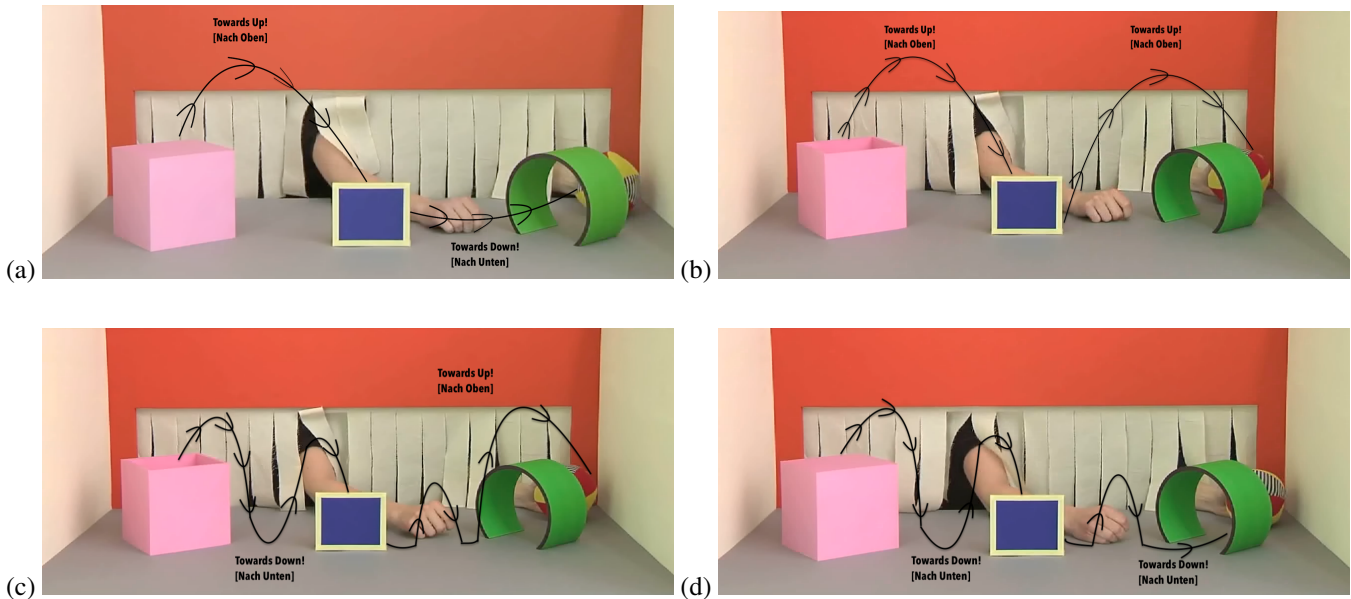 Towards Up!
[Nach Oben]
Towards Down!
[Nach Unten]
(a)
Towards Up!
[Nach Oben]
Towards Up!
[Nach Oben]
(b)
Towards Up!
[Nach Oben]
Towards Down!
[Nach Unten]
(c)
Towards Down!
[Nach Unten]
Towards Down!
[Nach Unten]
(d)